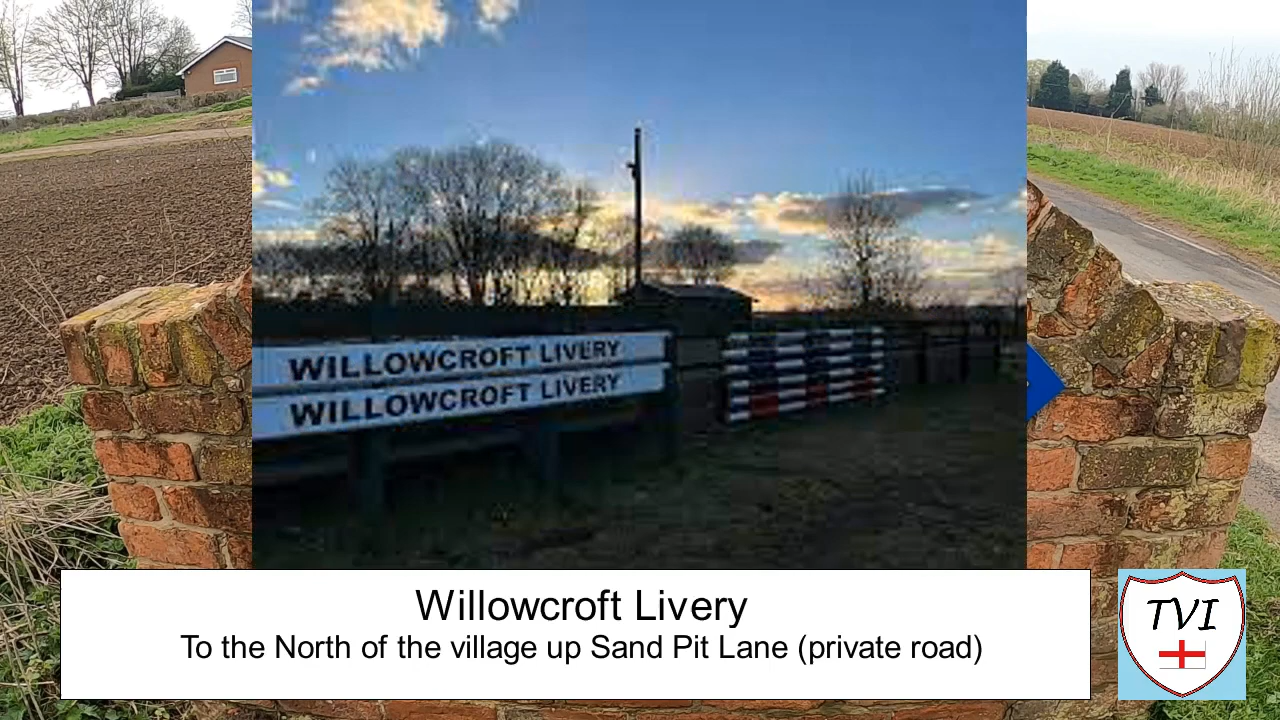 WILLOWCROFT LIVERY
WILLOWCROFT LIVERY
Willowcroft Livery
To the North of the village up Sand Pit Lane (private road)
TVI